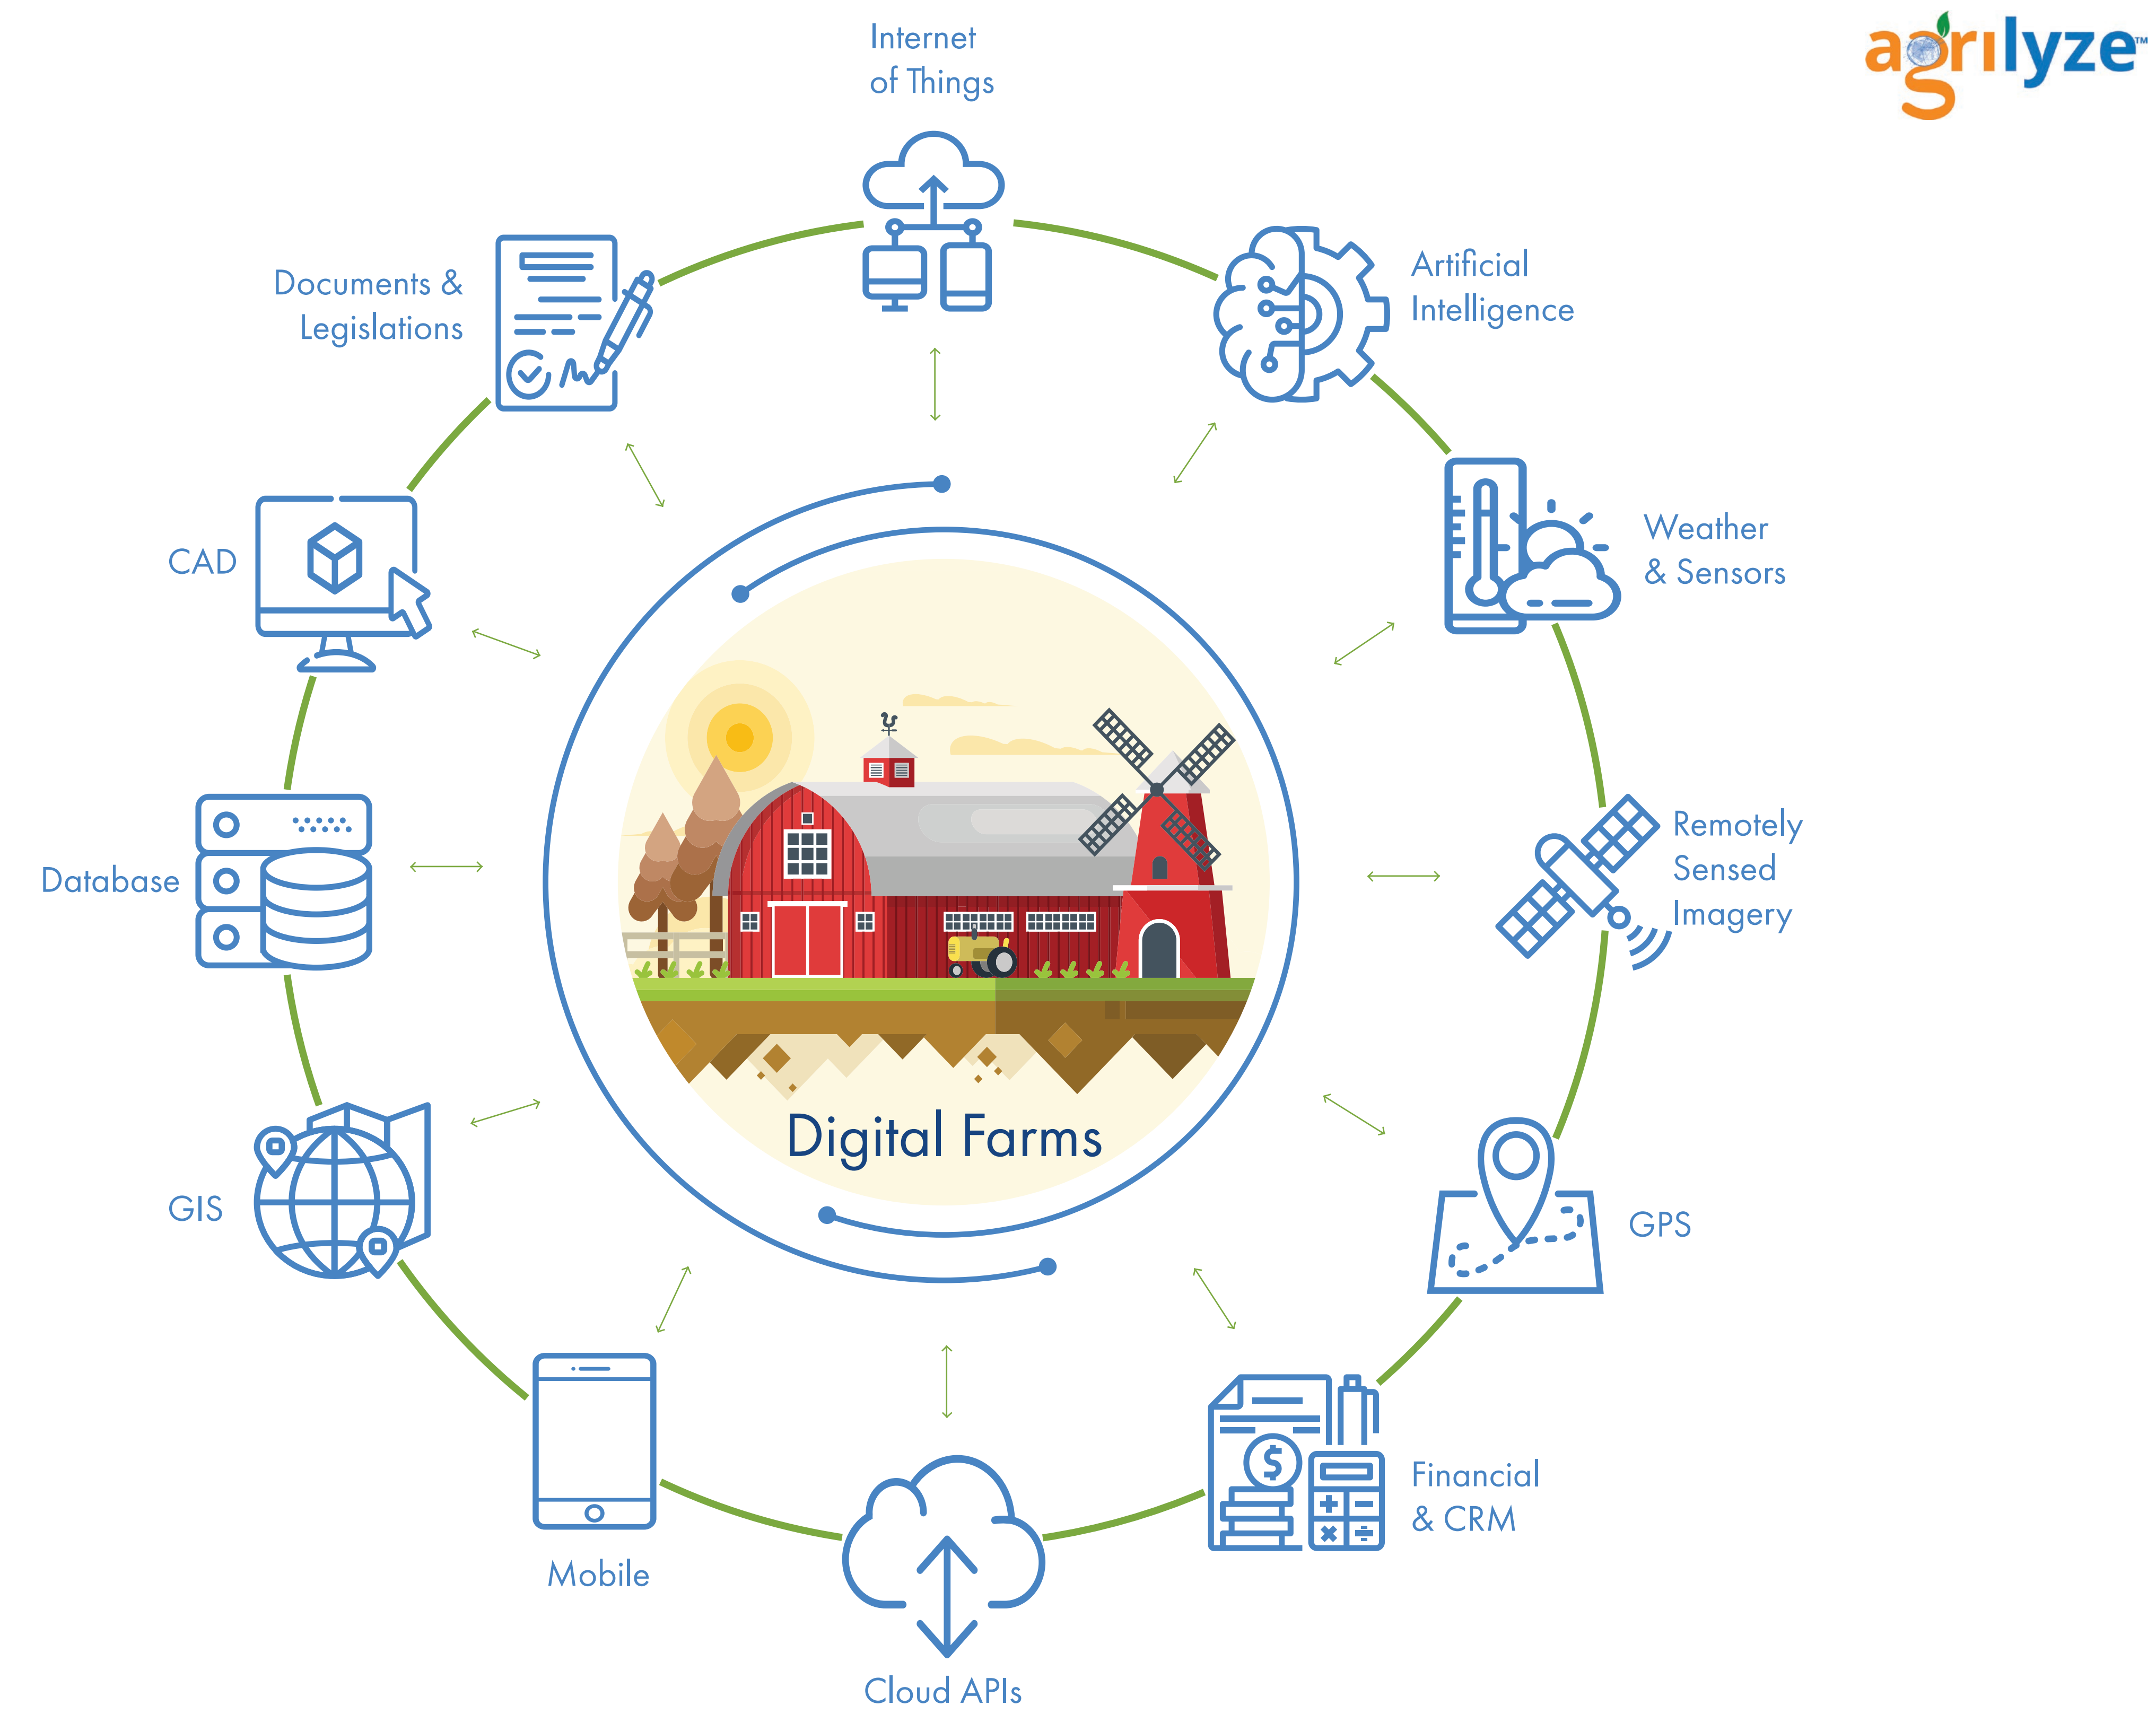 agrilyze™
Internet
of Things
Artificial
Intelligence
Documents &
Legislations
Weather
& Sensors
CAD
Remotely
Sensed
Imagery
Database
Digital Farms
GIS
GPS
$
Financial
& CRM
Mobile
Cloud APIs